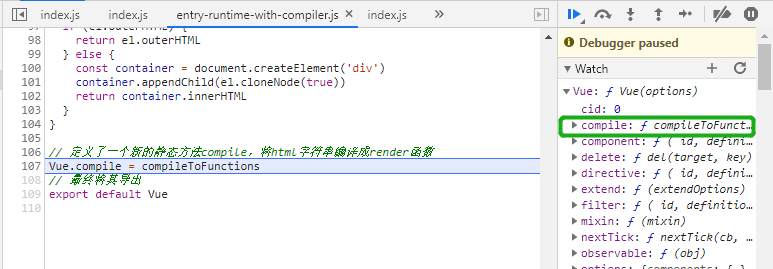 index.js
index.js
entry-runtime-with-compiler.js ×
index.js
98 return el.outerHTML
99 } else {
100 const container = document.createElement('div')
101 container.appendChild(el.cloneNode(true))
102 return container.innerHTML
103 }
104 }
105
106 // 定义了一个新的静态方法compile，将html字符串编译成render函数
107 Vue.compile = compileToFunctions
108 // 最终将其导出
109 export default Vue
110
Debugger paused
Watch
Vue: ƒ Vue(options)
cid: 0
compile: ƒ compileToFunct…
component: ƒ ( id, defini…
delete: ƒ del(target, key)
directive: ƒ ( id, defini…
extend: ƒ (extendOptions)
filter: ƒ ( id, definitio…
mixin: ƒ (mixin)
nextTick: ƒ nextTick(cb, …
observable: ƒ (obj)